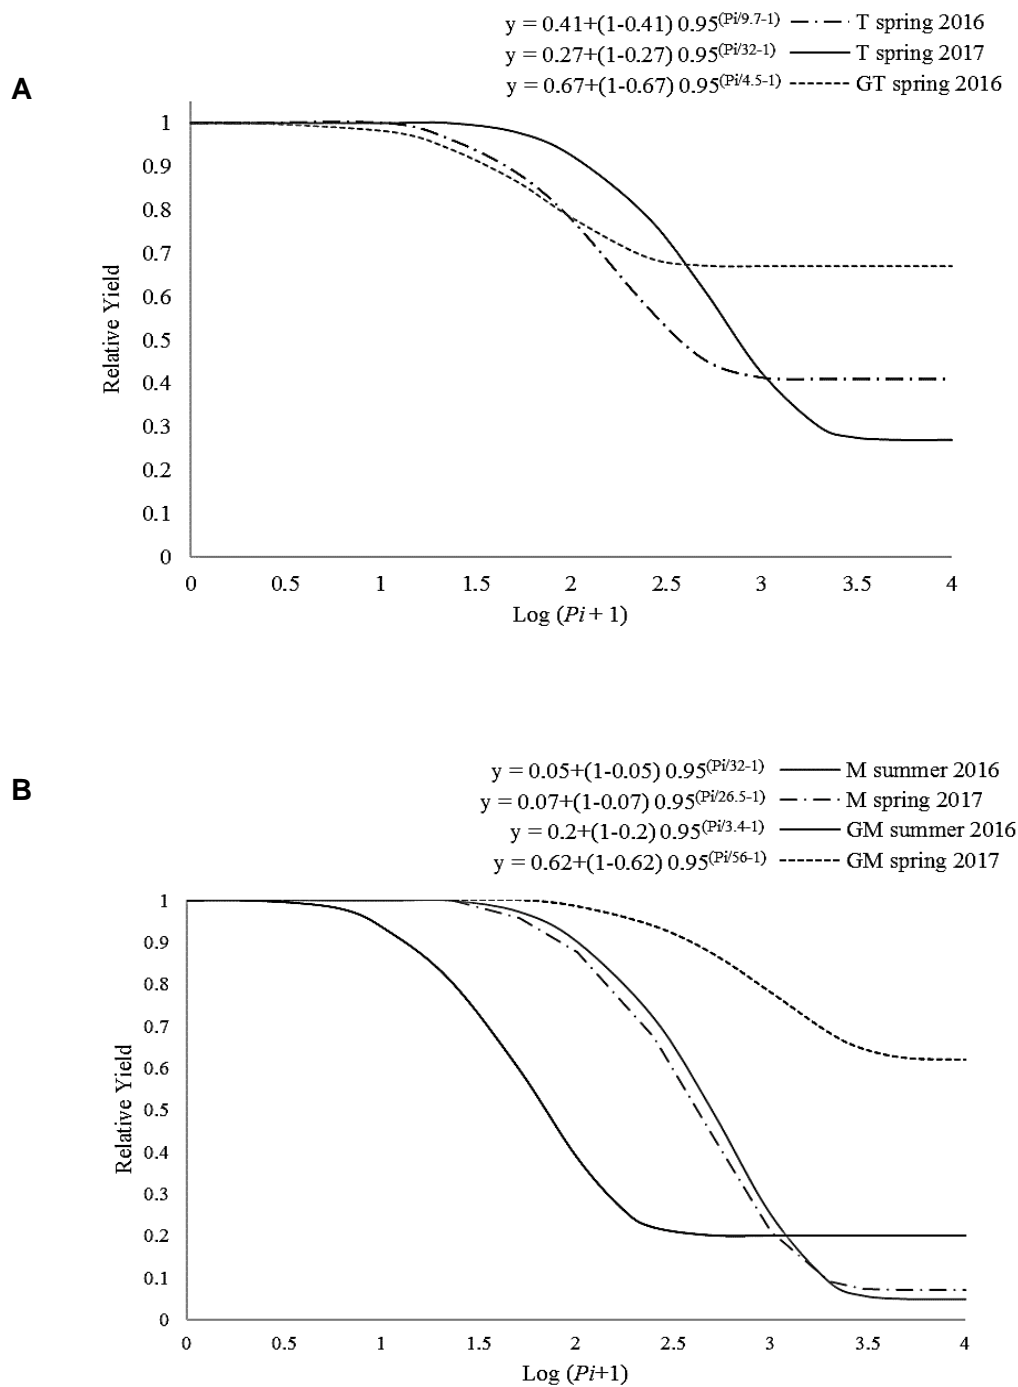 A
y = 0.41+(1-0.41) 0.95^(Pi/9.7-1) T spring 2016
y = 0.27+(1-0.27) 0.95^(Pi/32-1) T spring 2017
y = 0.67+(1-0.67) 0.95^(Pi/4.5-1) GT spring 2016
Relative Yield
1
0.9
0.8
0.7
0.6
0.5
0.4
0.3
0.2
0.1
0
0 0.5 1 1.5 2 2.5 3 3.5 4
Log (Pi + 1)
B
y = 0.05+(1-0.05) 0.95^(Pi/32-1) M summer 2016
y = 0.07+(1-0.07) 0.95^(Pi/26.5-1) M spring 2017
y = 0.2+(1-0.2) 0.95^(Pi/3.4-1) GM summer 2016
y = 0.62+(1-0.62) 0.95^(Pi/56-1) GM spring 2017
Relative Yield
1
0.9
0.8
0.7
0.6
0.5
0.4
0.3
0.2
0.1
0
0 0.5 1 1.5 2 2.5 3 3.5 4
Log (Pi+1)